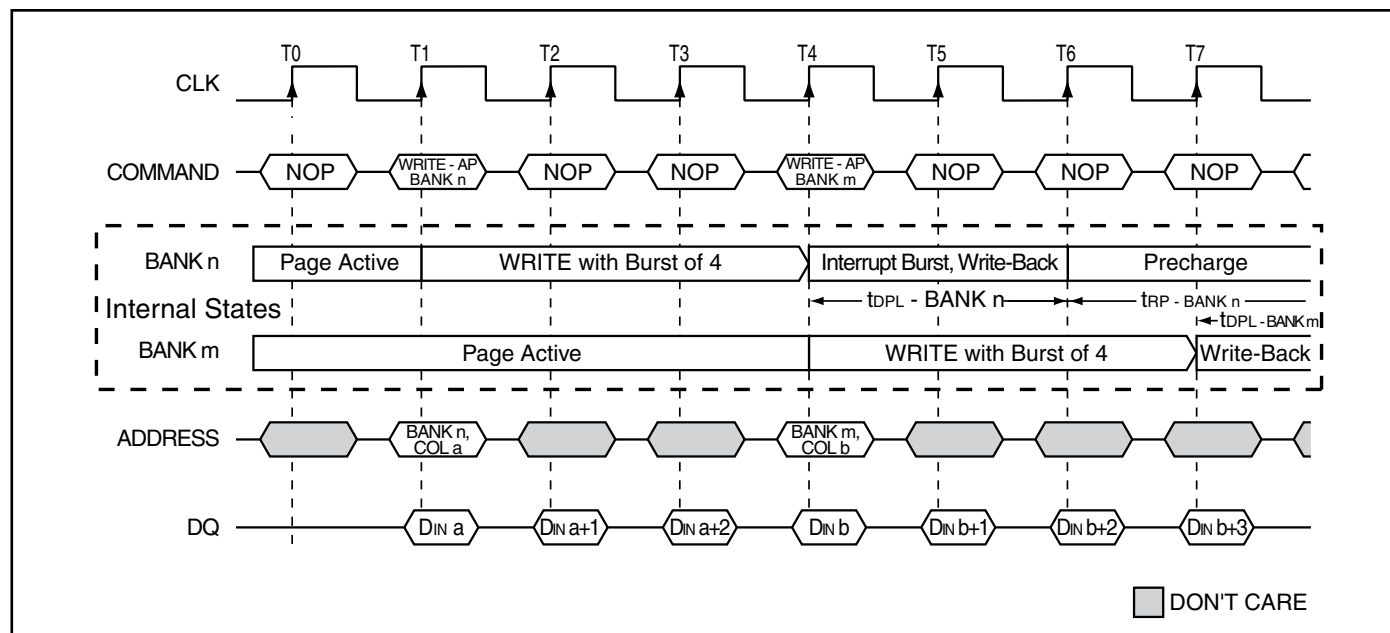 T0 T1 T2 T3 T4 T5 T6 T7
CLK
COMMAND NOP WRITE - AP BANK n NOP NOP WRITE - AP BANK m NOP NOP NOP
BANK n Page Active WRITE with Burst of 4 Interrupt Burst, Write-Back Precharge
tDPL - BANK n tRP - BANK n
Internal States
tDPL - BANK m
BANK m Page Active WRITE with Burst of 4 Write-Back
ADDRESS BANK n, COL a BANK m, COL b
DQ DIN a DIN a+1 DIN a+2 DIN b DIN b+1 DIN b+2 DIN b+3
DON'T CARE